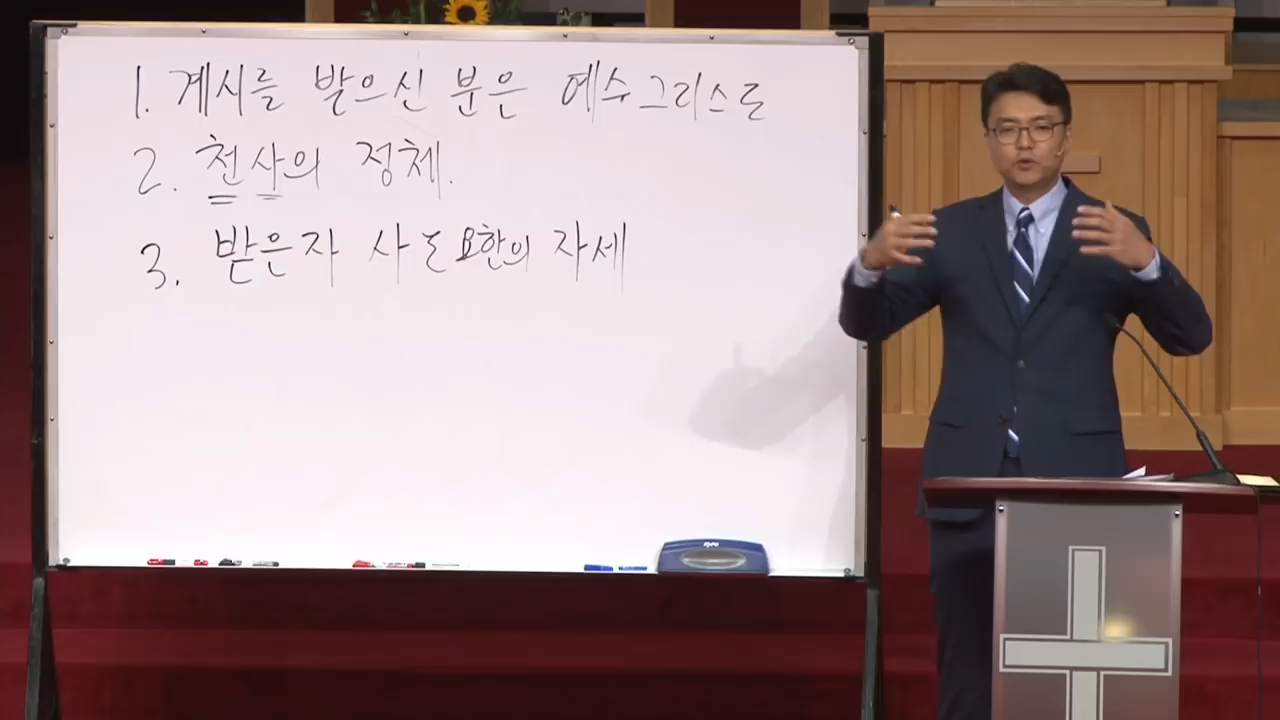 1. 계시를 받으신 분은 예수그리스도
2. 천사의 정체.
3. 받은자 사도요한의 자세
expo